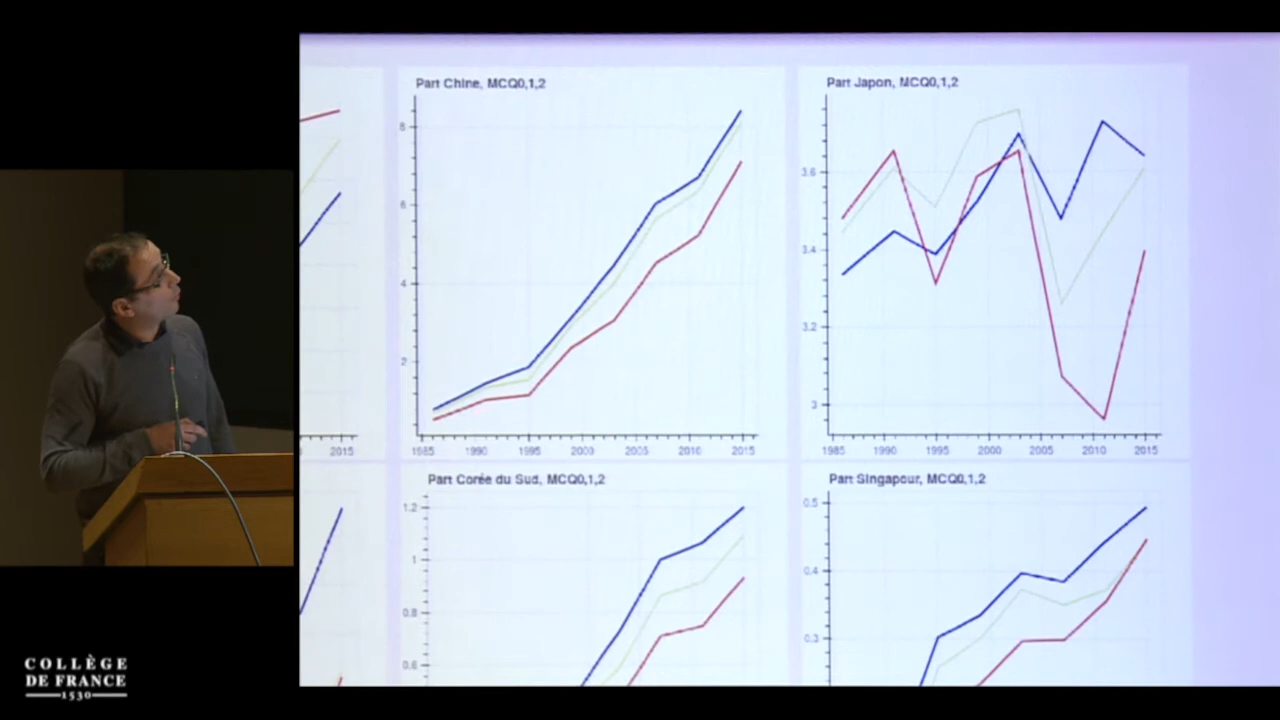 Part Chine, MCQ0,1,2
8
6
4
2
1985 1990 1995 2000 2005 2010 2015
Part Japon, MCQ0,1,2
3.6
3.4
3.2
3
1985 1990 1995 2000 2005 2010 2015
2015
Part Corée du Sud, MCQ0,1,2
1.2
1
0.8
0.6
Part Singapour, MCQ0,1,2
0.5
0.4
0.3
COLLÈGE
DE FRANCE
1530